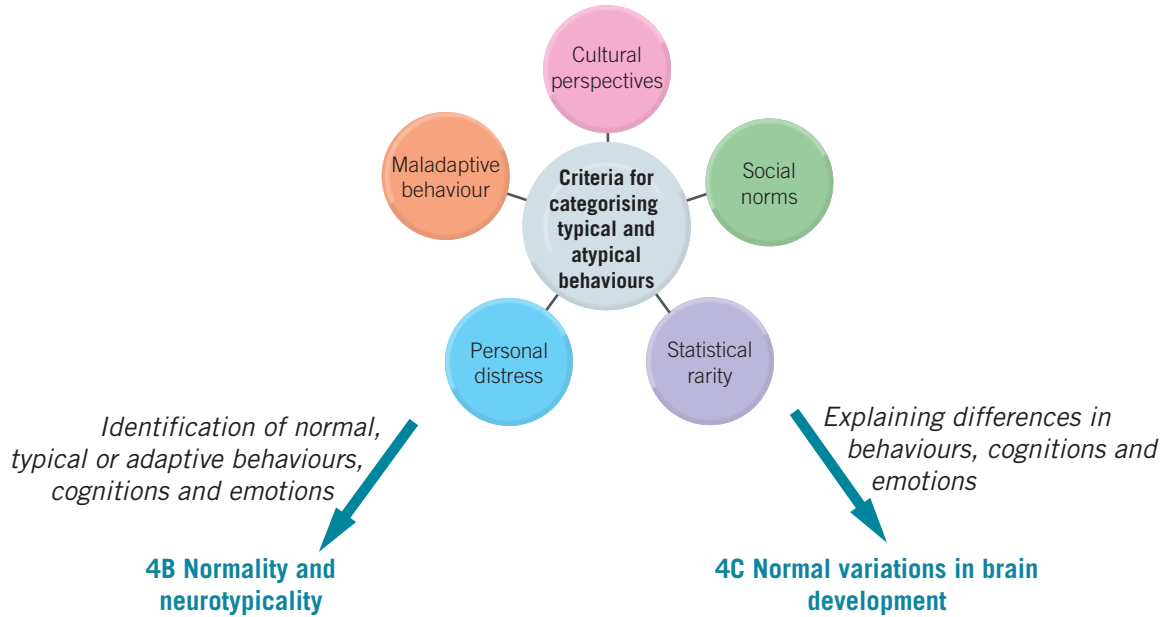 Cultural
perspectives
Maladaptive
behaviour
Criteria for
categorising
typical and
atypical
behaviours
Social
norms
Personal
distress
Statistical
rarity
Identification of normal,
typical or adaptive behaviours,
cognitions and emotions
Explaining differences in
behaviours, cognitions and
emotions
4B Normality and
neurotypicality
4C Normal variations in brain
development